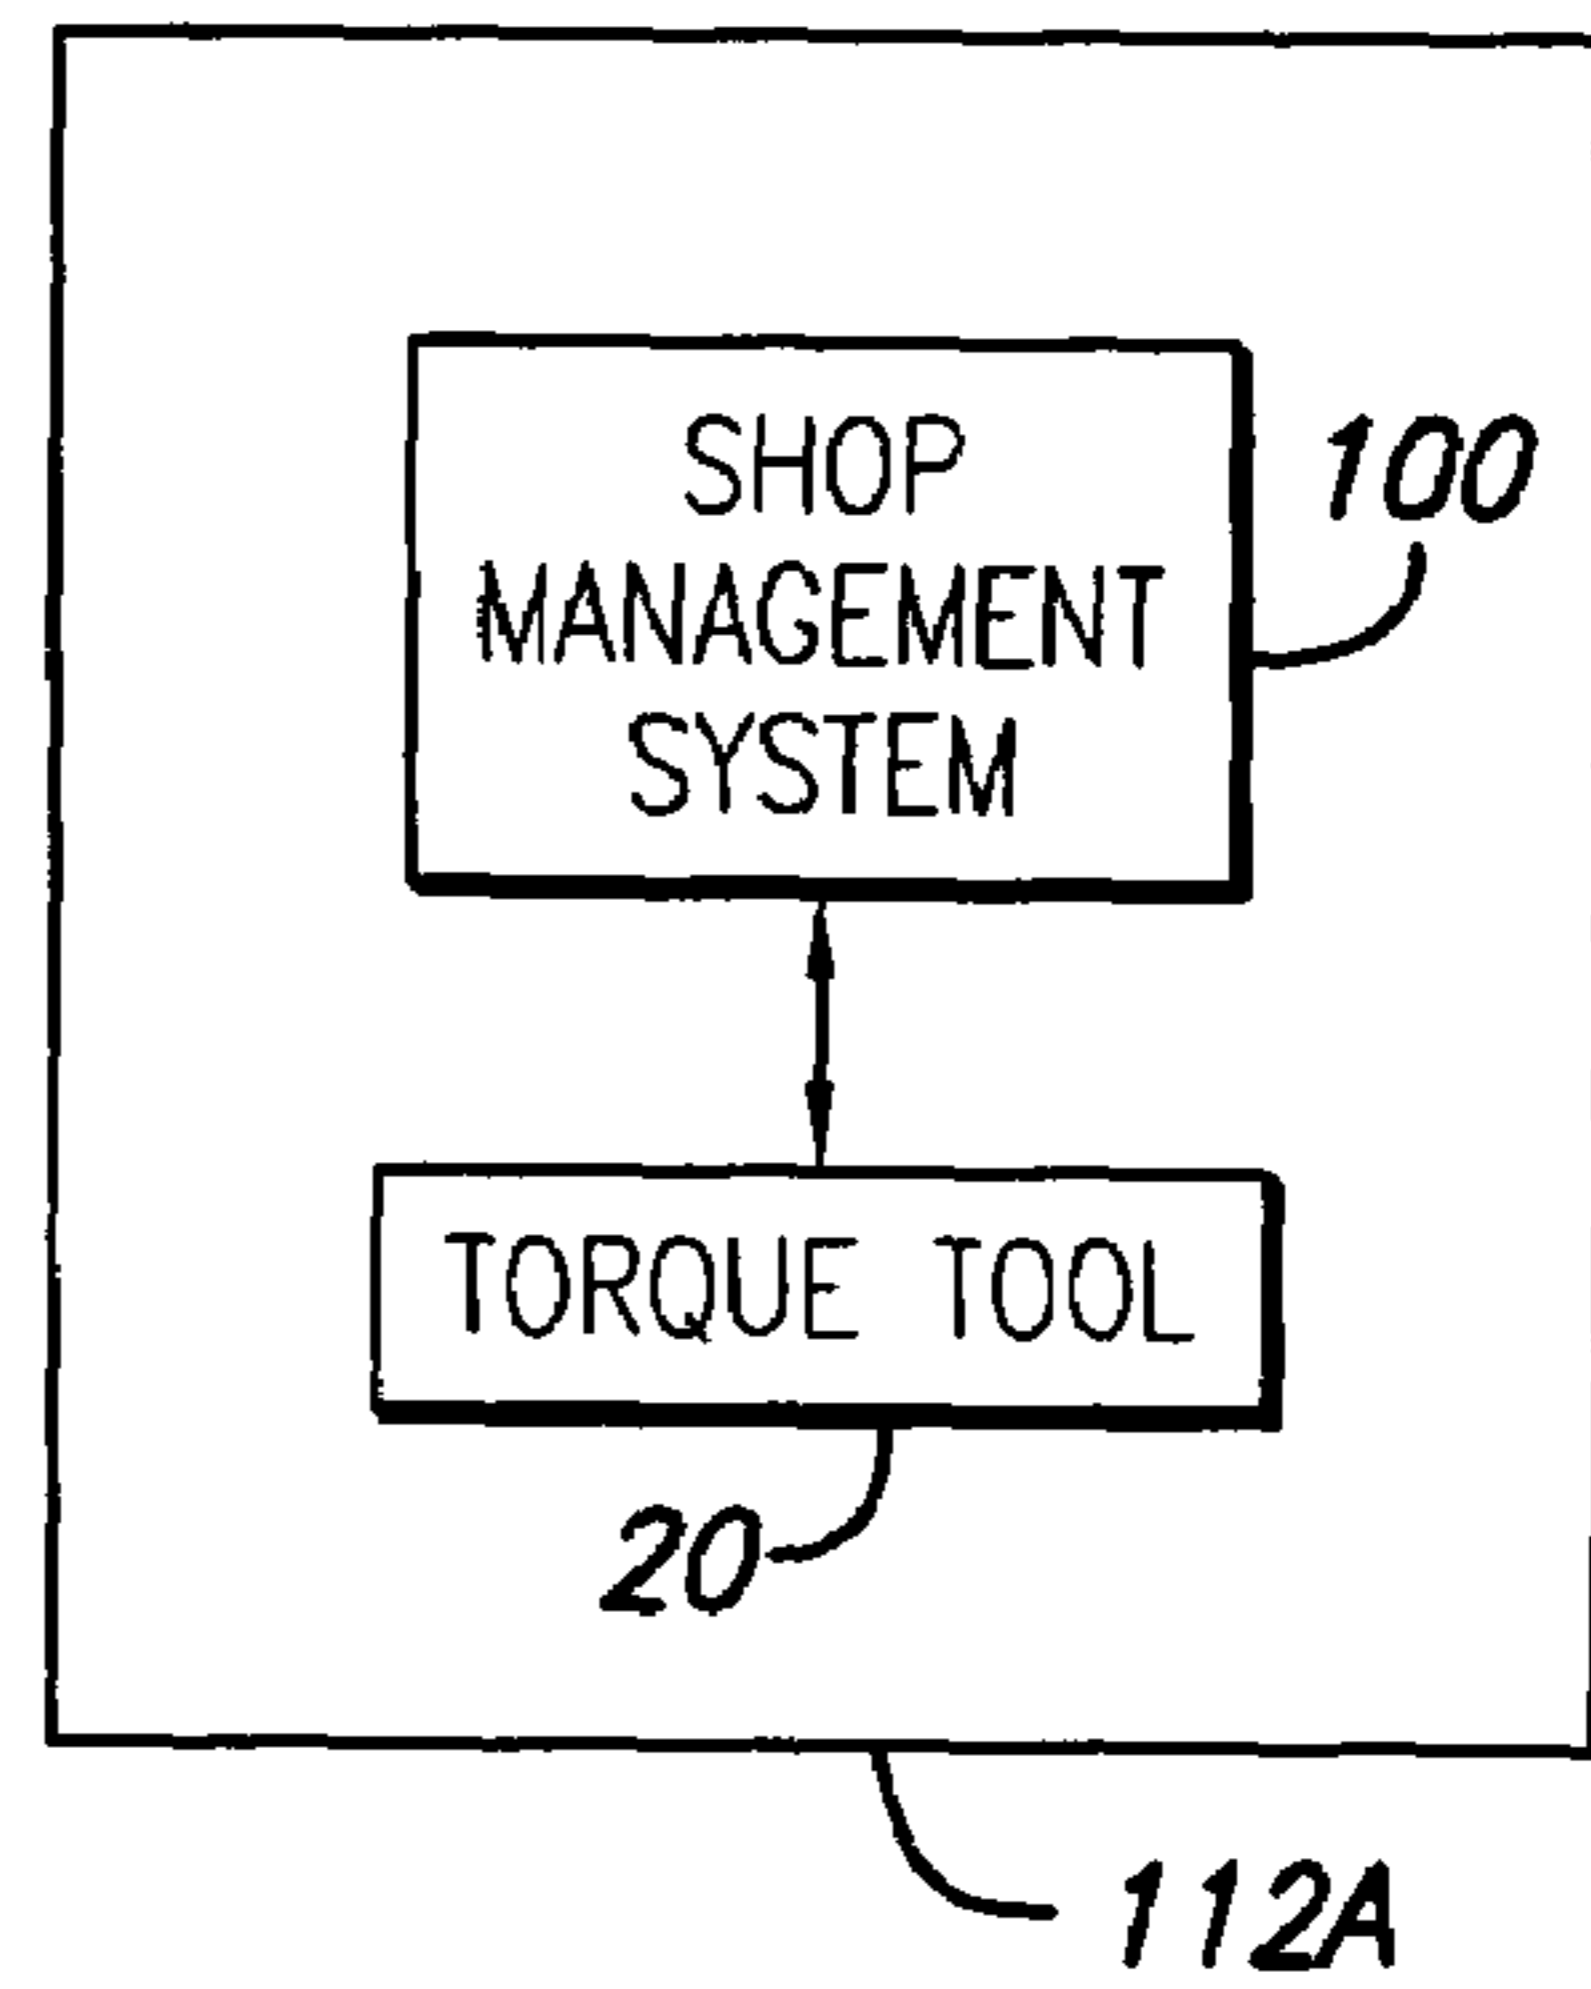 SHOP
MANAGEMENT
SYSTEM
100
TORQUE TOOL
20
112A